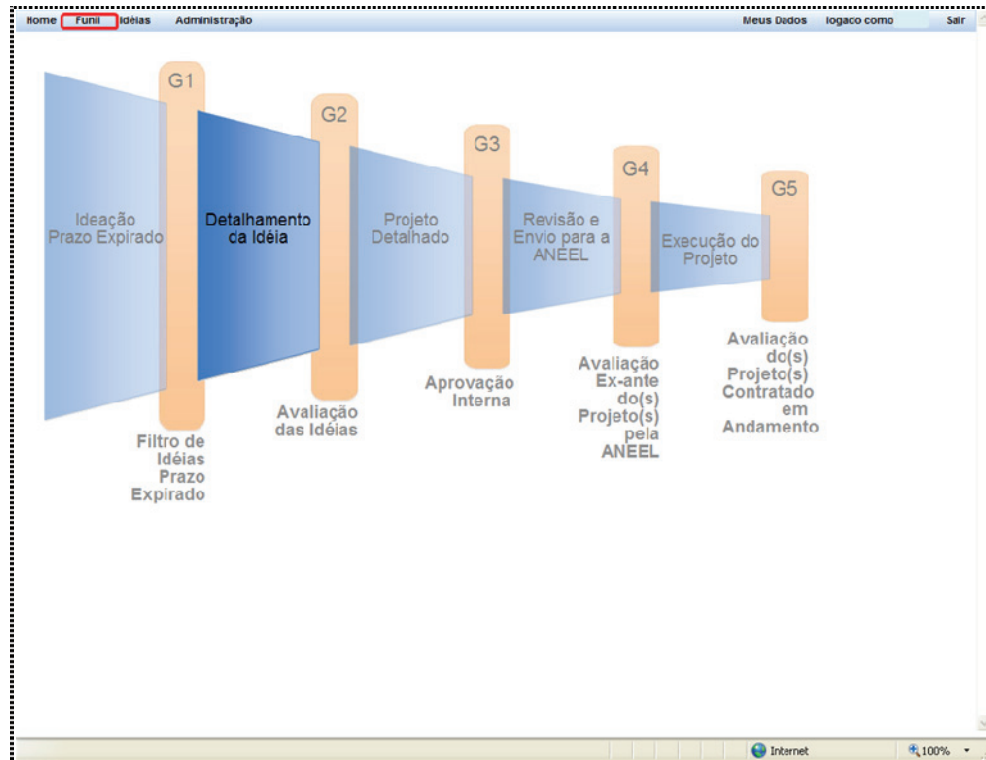 Home Funil Idéias Administração Meus Dados logaco como Sair
G1
G2
G3
G4
G5
Ideação
Prazo Expirado
Detalhamento
da Idéia
Projeto
Detalhado
Revisão e
Envio para a
ANEEL
Execução do
Projeto
Filtro de
Idéias
Prazo
Expirado
Avaliação
das Idéias
Aprovação
Interna
Avaliação
Ex-ante
do(s)
Projeto(s)
pela
ANEEL
Avaliação
do(s)
Projeto(s)
Contratado
em
Andamento
Internet 100%